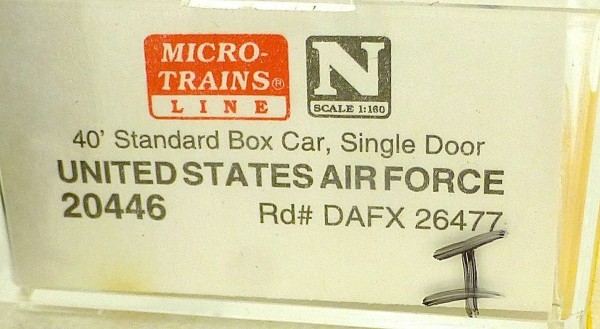 MICRO-
TRAINS®
LINE
N
SCALE 1:160
40' Standard Box Car, Single Door
UNITED STATES AIR FORCE
20446 Rd# DAFX 26477
I